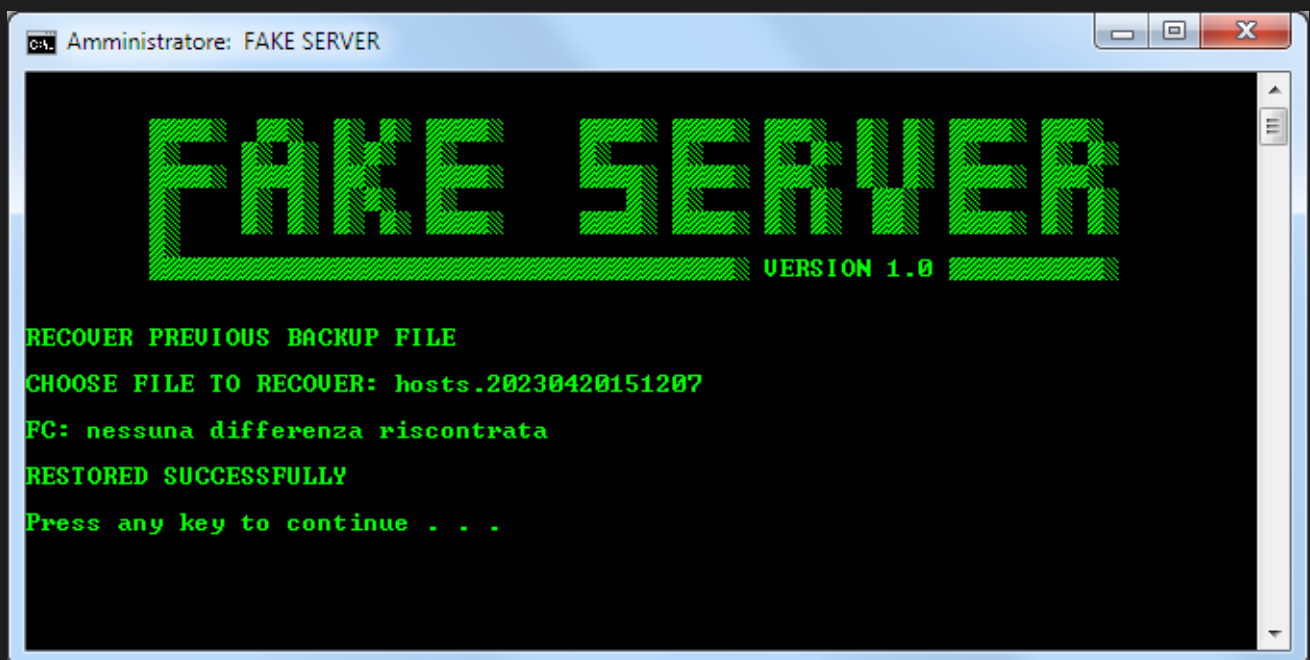 Amministratore: FAKE SERVER
FAKE SERVER
VERSION 1.0
RECOVER PREVIOUS BACKUP FILE
CHOOSE FILE TO RECOVER: hosts.20230420151207
FC: nessuna differenza riscontrata
RESTORED SUCCESSFULLY
Press any key to continue . . .